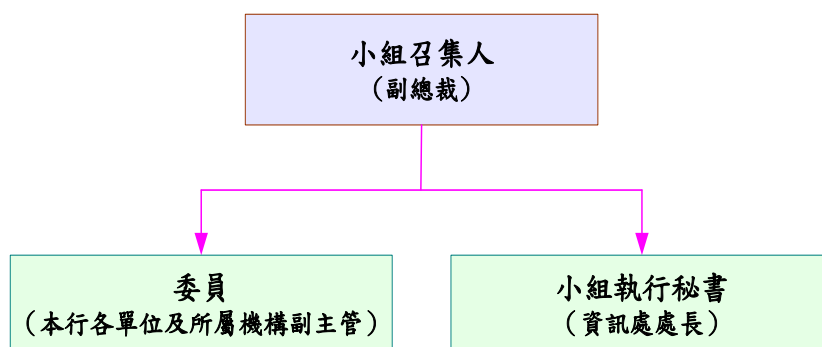 小組召集人
（副總裁）
委員
（本行各單位及所屬機構副主管）
小組執行秘書
（資訊處處長）